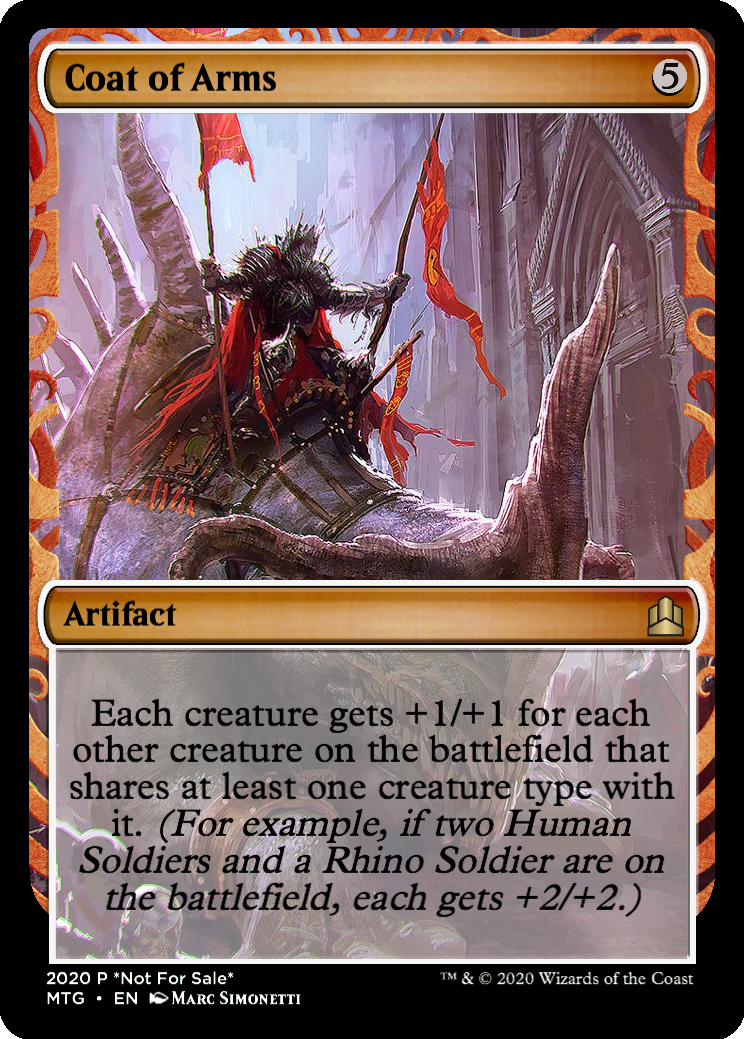 Coat of Arms 5
Artifact
Each creature gets +1/+1 for each
other creature on the battlefield that
shares at least one creature type with
it. (For example, if two Human
Soldiers and a Rhino Soldier are on
the battlefield, each gets +2/+2.)
2020 P *Not For Sale* ™ & © 2020 Wizards of the Coast
MTG • EN Marc Simonetti